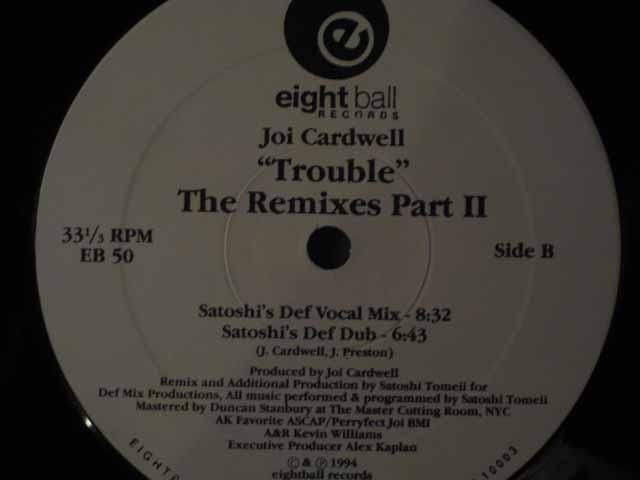 e
eight ball
RECORDS
Joi Cardwell
"Trouble"
The Remixes Part II
33⅓ RPM
EB 50
Side B
Satoshi's Def Vocal Mix - 8:32
Satoshi's Def Dub - 6:43
(J. Cardwell, J. Preston)
Produced by Joi Cardwell
Remix and Additional Production by Satoshi Tomeii for
Def Mix Productions, All music performed & programmed by Satoshi Tomeii
Mastered by Duncan Stanbury at The Master Cutting Room, NYC
AK Favorite ASCAP/Perryfect Joi BMI
A&R Kevin Williams
Executive Producer Alex Kaplan
© & ℗ 1994
eightball records
10003